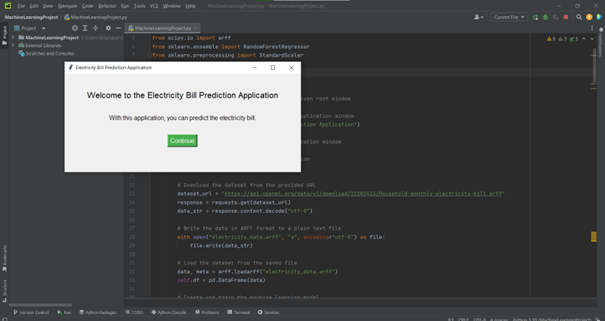 File Edit View Navigate Code Refactor Run Tools VCS Window Help
MachineLearningProject - MachineLearningProject.py
MachineLearningProject MachineLearningProject.py
Current File
Project
MachineLearningProject.py
MachineLearningProject
External Libraries
Scratches and Consoles
from scipy.io import arff
from sklearn.ensemble import RandomForestRegressor
from sklearn.preprocessing import StandardScaler
Electricity Bill Prediction Application
Welcome to the Electricity Bill Prediction Application
With this application, you can predict the electricity bill.
Continue
root window
application window
Application")
window
# Download the dataset from the provided URL
dataset_url = "https://api.openml.org/data/v1/download/22102423/Household-monthly-electricity-bill.arff"
response = requests.get(dataset_url)
data_str = response.content.decode("utf-8")
# Write the data in ARFF format to a plain text file
with open("electricity_data.arff", "w", encoding="utf-8") as file:
file.write(data_str)
# Load the dataset from the saved file
data, meta = arff.loadarff("electricity_data.arff")
self.df = pd.DataFrame(data)
# Create and train the machine learning model
Project
Bookmarks
Structure
Version Control Run Python Packages TODO Python Console Problems Terminal Services